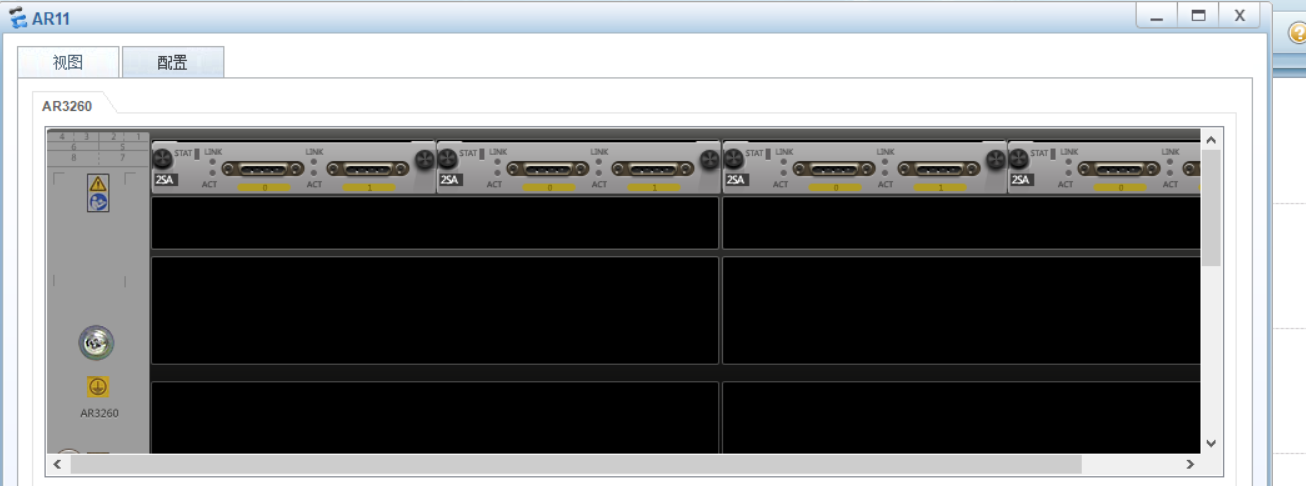 AR11
X
视图 配置
AR3260
4 3 2 1
6 5
8 7
STAT LINK LINK STAT LINK LINK STAT LINK LINK STAT LINK LINK
2SA ACT 0 ACT 1 2SA ACT 0 ACT 1 2SA ACT 0 ACT 1 2SA ACT 0 ACT
AR3260